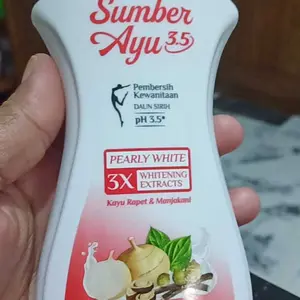 Sumber
Ayu 3.5
Pembersih
Kewanitaan
DAUN SIRIH
pH 3.5*
PEARLY WHITE
3X WHITENING
EXTRACTS
Kayu Rapet & Manjakani